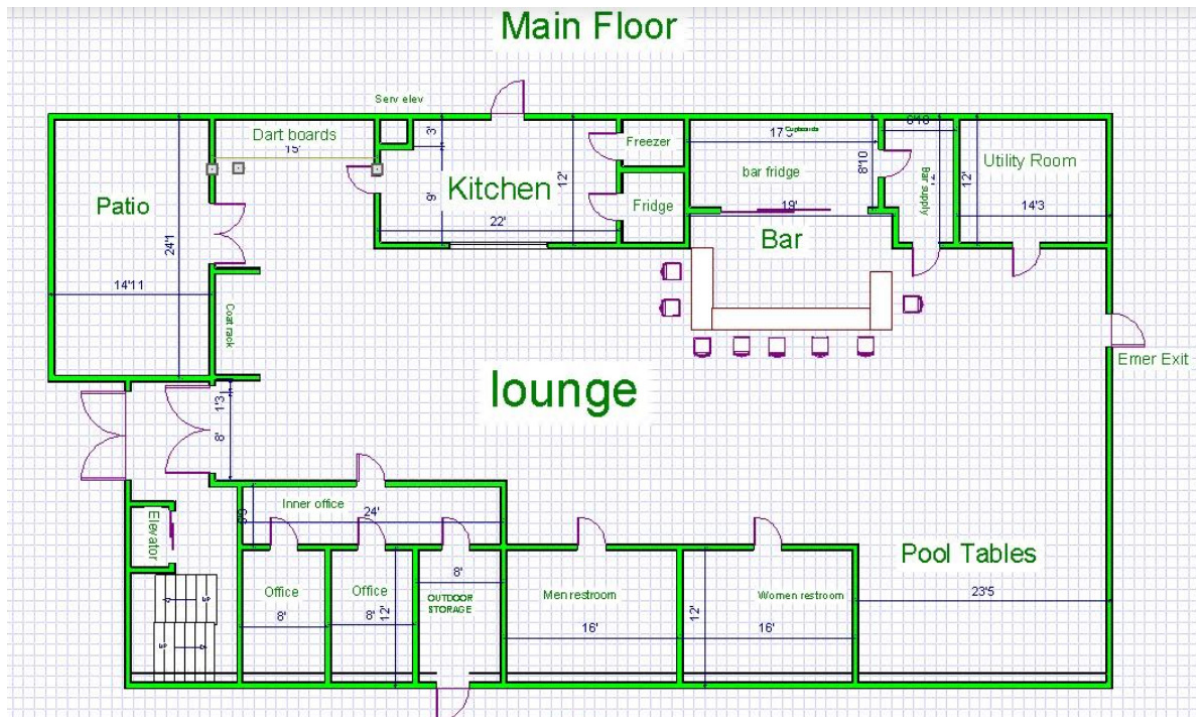 Main Floor
Serv elev
Dart boards
15'
3'
Freezer
Cupboards
17'5
8'10
Utility Room
Kitchen
9'
12'
bar fridge
Bar supply
12'
Patio
Fridge
19'
14'3
22'
24'1
Bar
14'11
Coat rack
Emer Exit
lounge
1'3
8'
Inner office
24'
Elevator
Pool Tables
Office
Office
8'
OUTDOOR
STORAGE
Men restroom
Women restroom
23'5
8'
8'
12'
16'
12'
16'